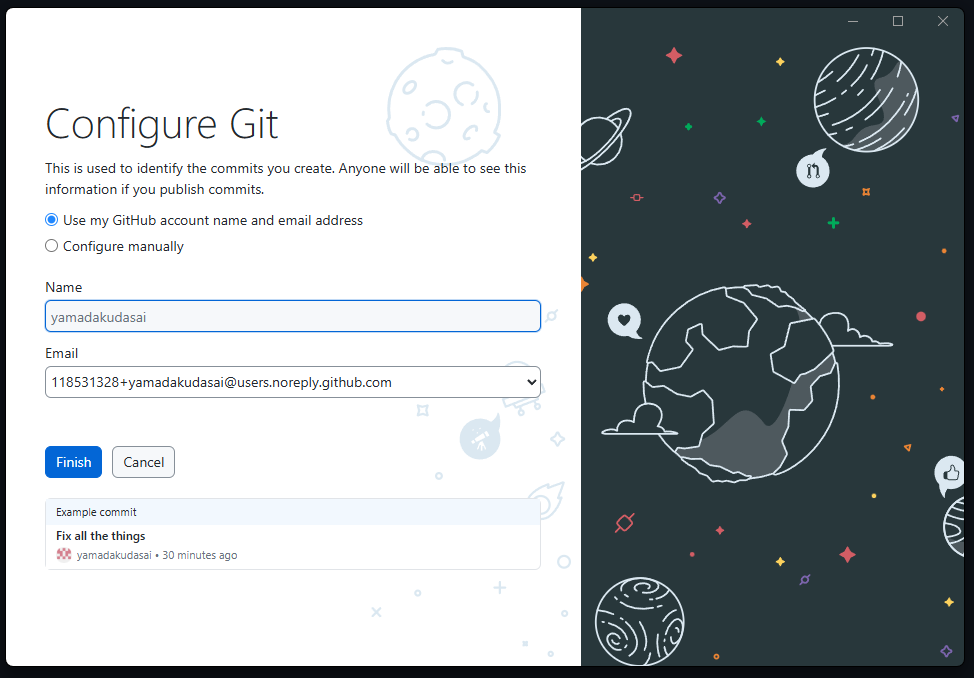 Configure Git
This is used to identify the commits you create. Anyone will be able to see this
information if you publish commits.
Use my GitHub account name and email address
Configure manually
Name
yamadakudasai
Email
118531328+yamadakudasai@users.noreply.github.com
Finish
Cancel
Example commit
Fix all the things
yamadakudasai • 30 minutes ago